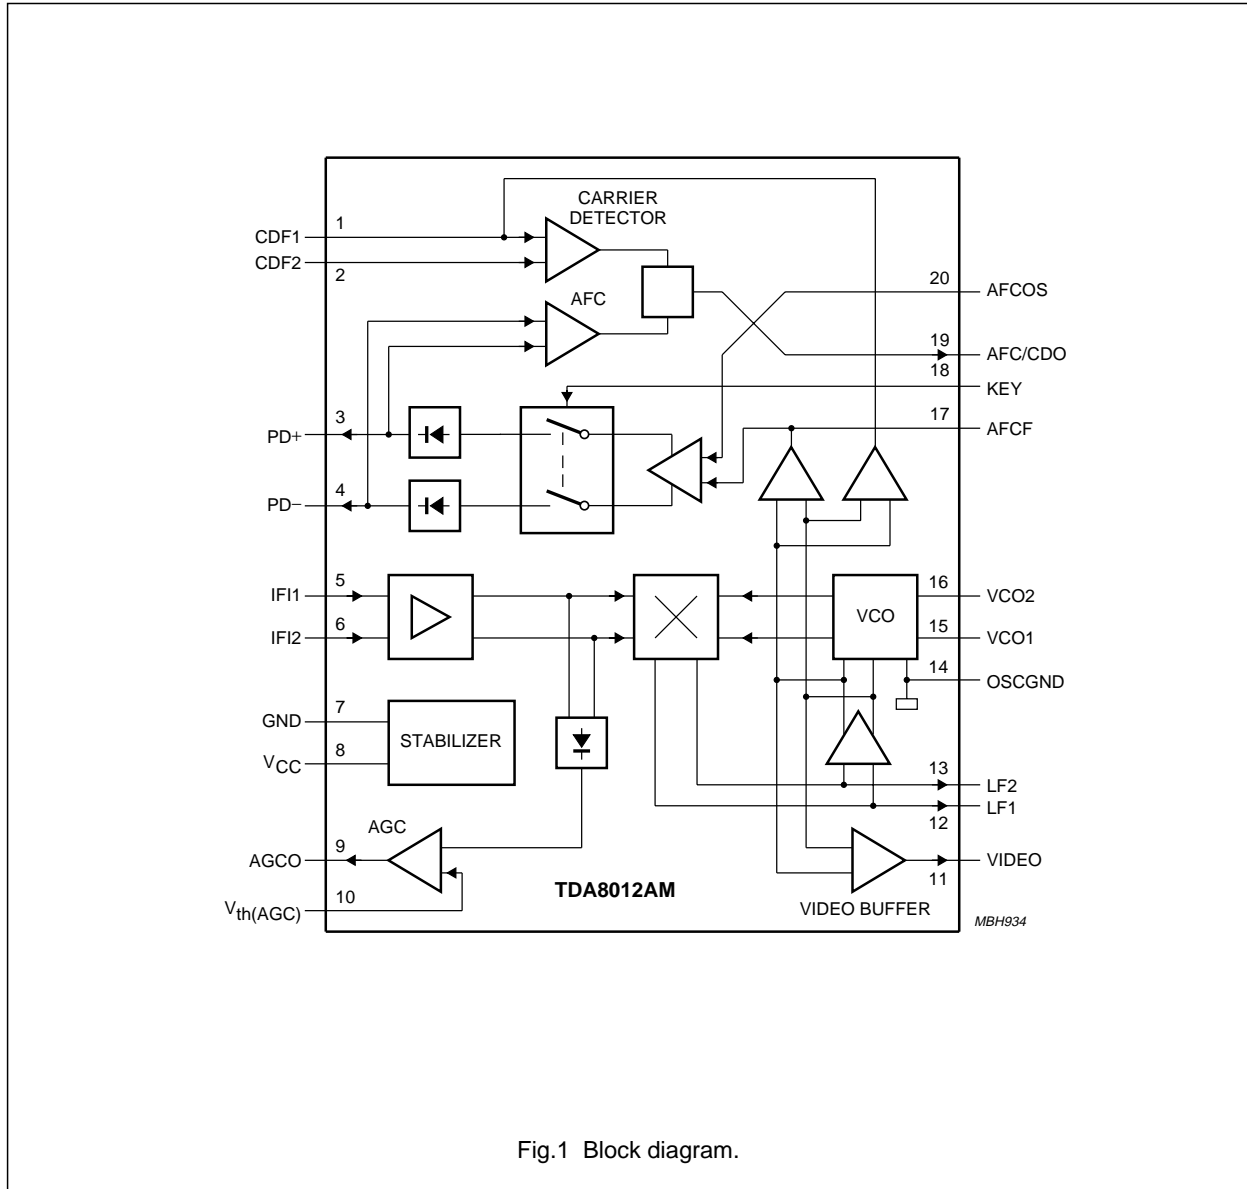 CARRIER
DETECTOR
1
CDF1
CDF2
2
AFC
20
AFCOS
19
AFC/CDO
18
KEY
17
AFCF
3
PD+
4
PD−
5
IFI1
6
IFI2
16
VCO2
VCO
15
VCO1
14
OSCGND
7
GND
STABILIZER
8
VCC
13
LF2
LF1
12
AGC
9
AGCO
VIDEO
11
10
Vth(AGC)
TDA8012AM
VIDEO BUFFER
MBH934
Fig.1 Block diagram.